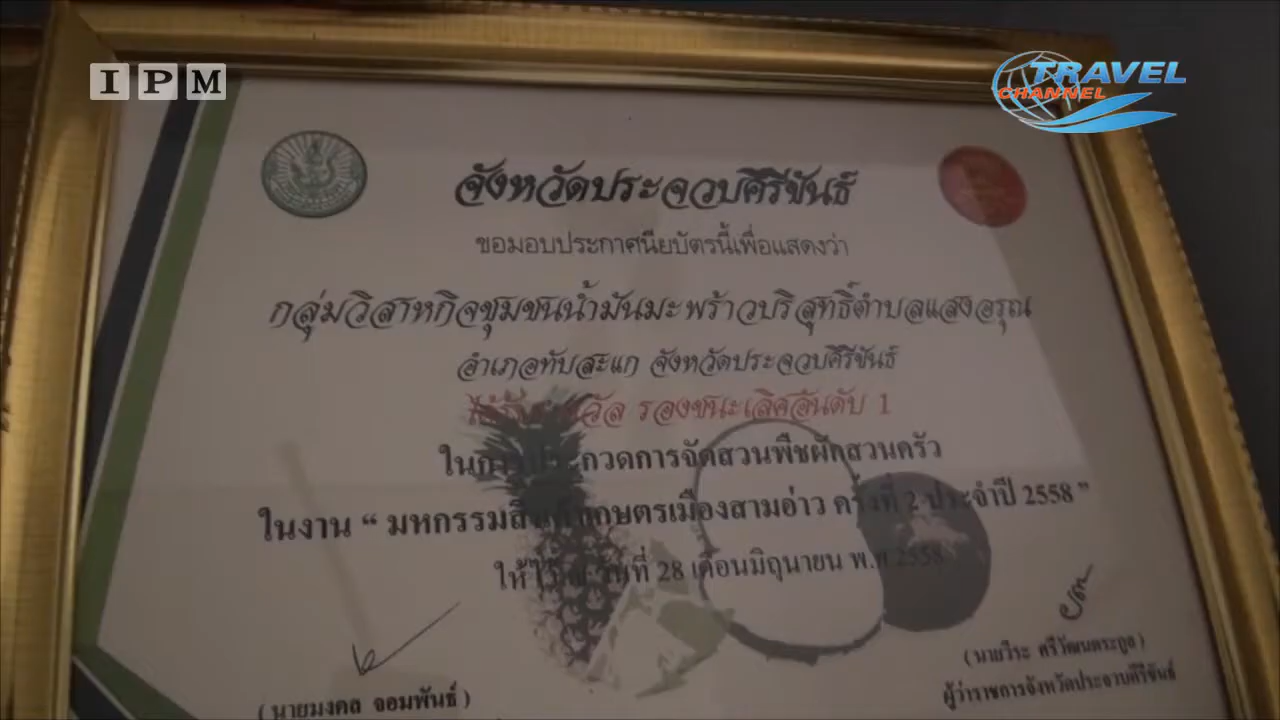 IPM
TRAVEL
CHANNEL
จังหวัดประจวบคีรีขันธ์
ขอมอบประกาศนียบัตรนี้เพื่อแสดงว่า
กลุ่มวิสาหกิจชุมชนน้ำมันมะพร้าวบริสุทธิ์ตำบลแสงอรุณ
อำเภอทับสะแก จังหวัดประจวบคีรีขันธ์
รองชนะเลิศอันดับ 1
ในการประกวดการจัดสวนพืชผักสวนครัว
ในงาน “ มหกรรมสินค้าเกษตรเมืองสามอ่าว ครั้งที่ 2 ประจำปี 2558 ”
ให้ไว้ ณ วันที่ 28 เดือนมิถุนายน พ.ศ. 2558
(นายมงคล จอมพันธ์)
(นายวีระ ศรีวัฒนตระกูล)
ผู้ว่าราชการจังหวัดประจวบคีรีขันธ์